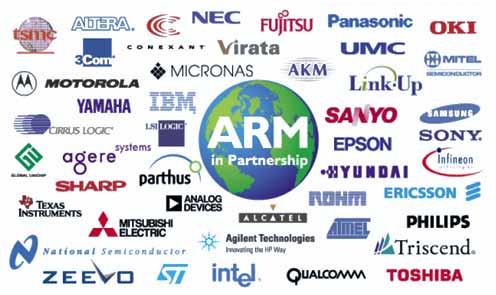 tsmc
ALTERA.
NEC
FUJITSU
Panasonic
OKI
3Com
CONEXANT
Virata
UMC
MITEL
SEMICONDUCTOR
MOTOROLA
MICRONAS
AKM
Link·Up
YAMAHA
IBM
SANYO
SAMSUNG
CIRRUS LOGIC
LSI LOGIC
ARM
in Partnership
EPSON
SONY.
GLOBAL UNICHIP
agere
systems
parthus
HYUNDAI
Infineon
technologies
SHARP
ANALOG
DEVICES
ROHM
ERICSSON
TEXAS
INSTRUMENTS
MITSUBISHI
ELECTRIC
ALCATEL
ATMEL
PHILIPS
National Semiconductor
Agilent Technologies
Innovating the HP Way
Triscend
ZEEVO
ST
intel
QUALCOMM
TOSHIBA